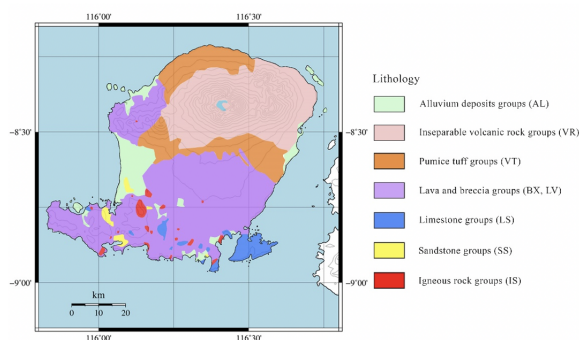 116˚00' 116˚30'
Lithology
Alluvium deposits groups (AL)
Inseparable volcanic rock groups (VR)
−8˚30' −8˚30'
Pumice tuff groups (VT)
Lava and breccia groups (BX, LV)
Limestone groups (LS)
Sandstone groups (SS)
−9˚00' −9˚00'
Igneous rock groups (IS)
km
0 10 20
116˚00' 116˚30'